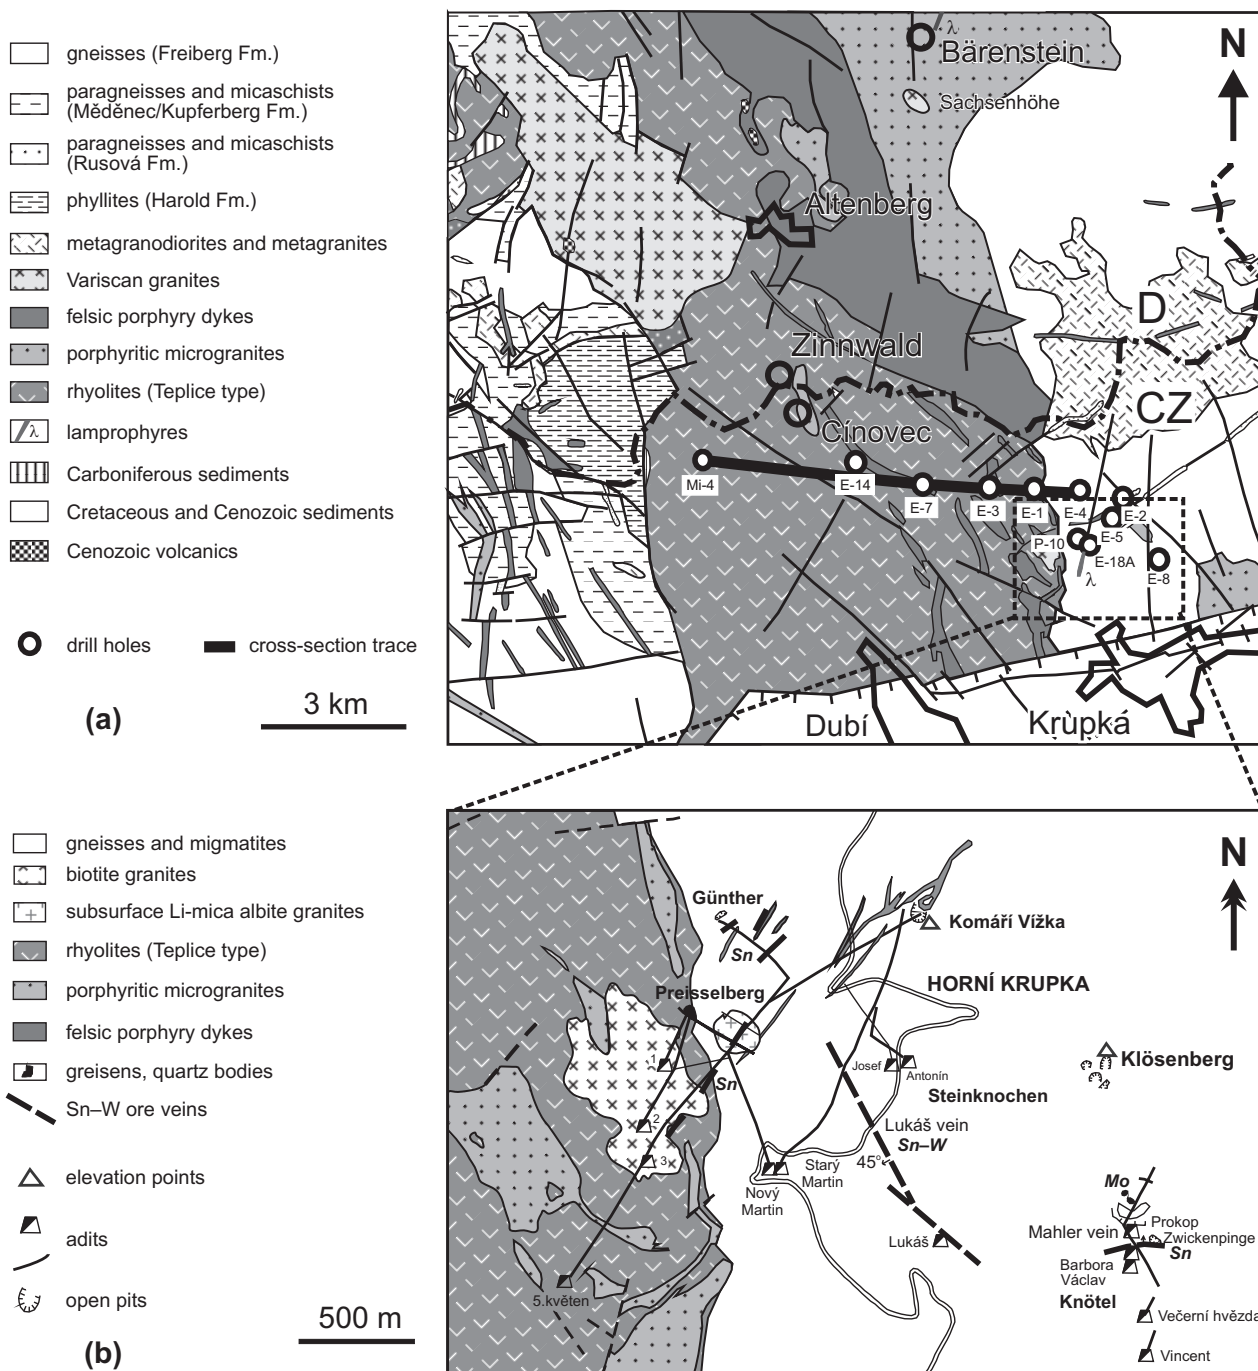 gneisses (Freiberg Fm.)
paragneisses and micaschists
(Měděnec/Kupferberg Fm.)
paragneisses and micaschists
(Rusová Fm.)
phyllites (Harold Fm.)
metagranodiorites and metagranites
Variscan granites
felsic porphyry dykes
porphyritic microgranites
rhyolites (Teplice type)
λ lamprophyres
Carboniferous sediments
Cretaceous and Cenozoic sediments
Cenozoic volcanics
drill holes
cross-section trace
3 km
(a)
λ
Bärenstein
N
Sachsenhöhe
Altenberg
D
Zinnwald
CZ
Cínovec
Mi-4
E-14
E-7
E-3
E-1
E-4
E-2
E-5
P-10
E-18A
E-8
λ
Dubí
Krùpká
gneisses and migmatites
biotite granites
subsurface Li-mica albite granites
rhyolites (Teplice type)
porphyritic microgranites
felsic porphyry dykes
greisens, quartz bodies
Sn–W ore veins
elevation points
adits
open pits
500 m
(b)
N
Günther
Komáří Vížka
Sn
HORNÍ KRUPKA
Preisselberg
1
Sn
Josef
Antonín
Klösenberg
Steinknochen
2
Lukáš vein
Sn–W
3
45°
Starý
Martin
Nový
Martin
Mo
Prokop
Mahler vein
Zwickenpinge
Lukáš
Sn
Barbora
Václav
5.květen
Knötel
Večerní hvězda
Vincent